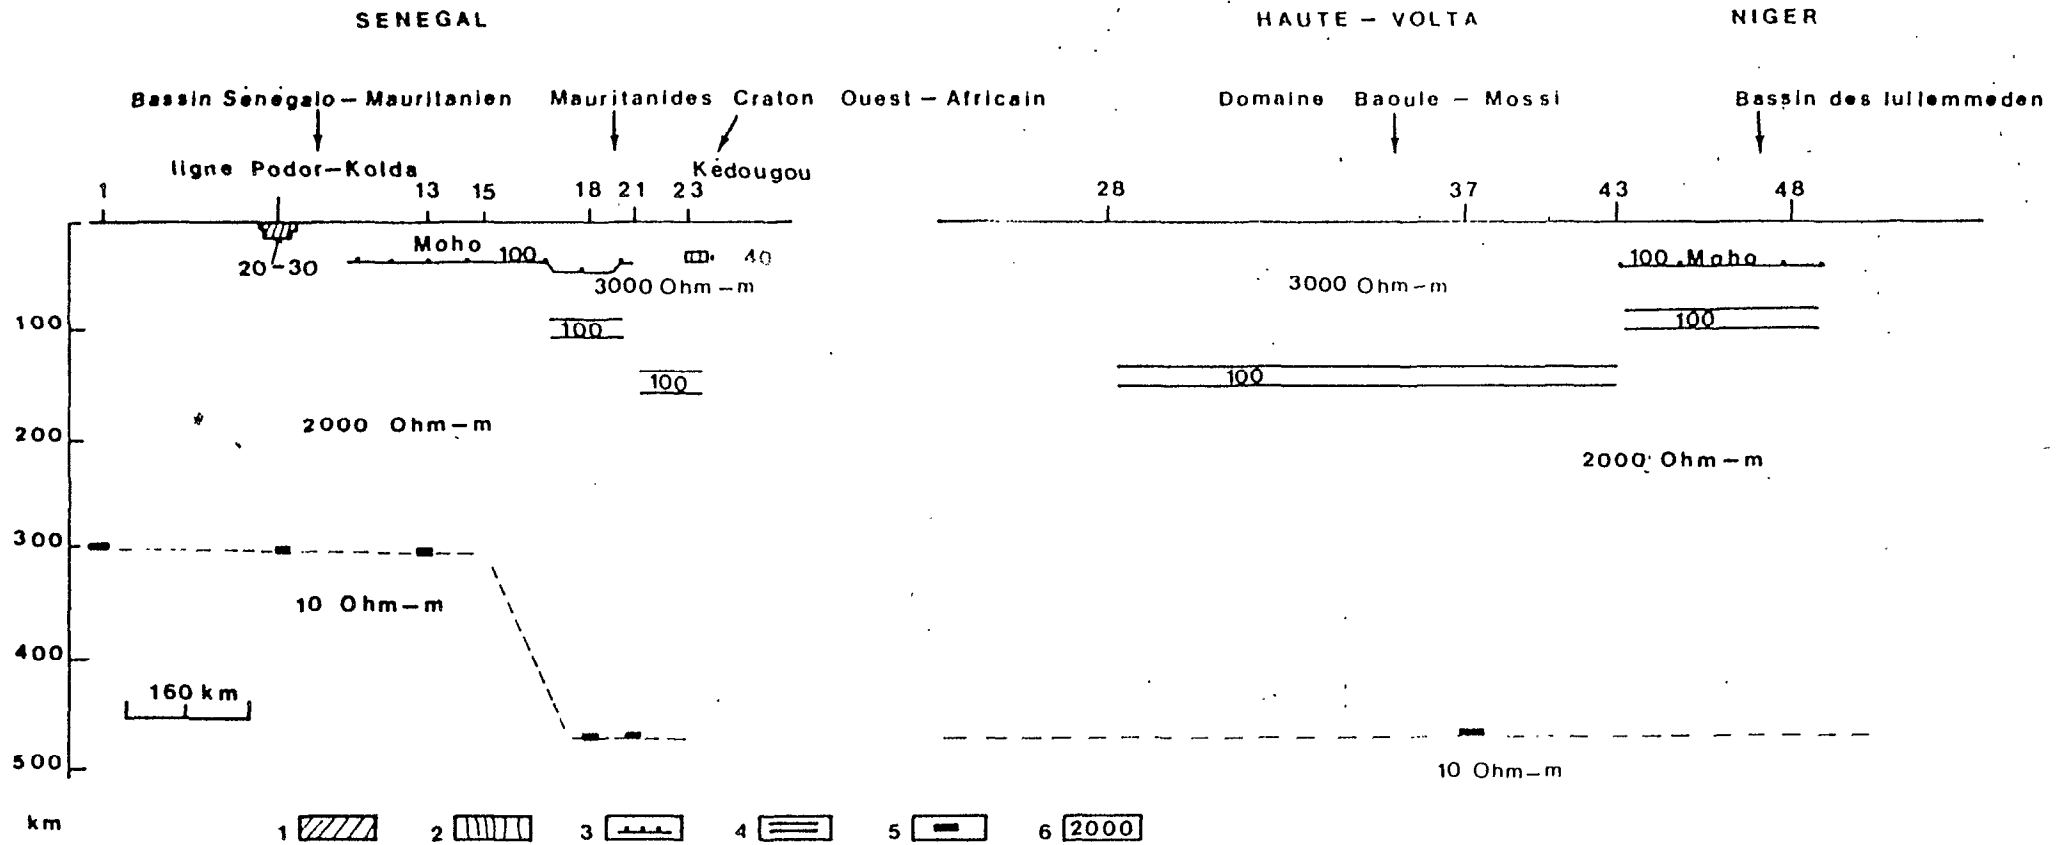 SENEGAL HAUTE – VOLTA NIGER
Bassin Sénégalo – Mauritanien Mauritanides Craton Ouest – Africain Domaine Baoule – Mossi Bassin des Iullemmeden
ligne Podor–Kolda Kédougou
1 13 15 18 21 23 28 37 43 48
Moho 100 40 100 Moho
20-30
3000 Ohm–m 3000 Ohm–m
100 100 100
100 100
2000 Ohm–m
200 2000 Ohm–m
300
10 Ohm–m
400
160 km
500 10 Ohm–m
km 1 2 3 4 5 6 2000